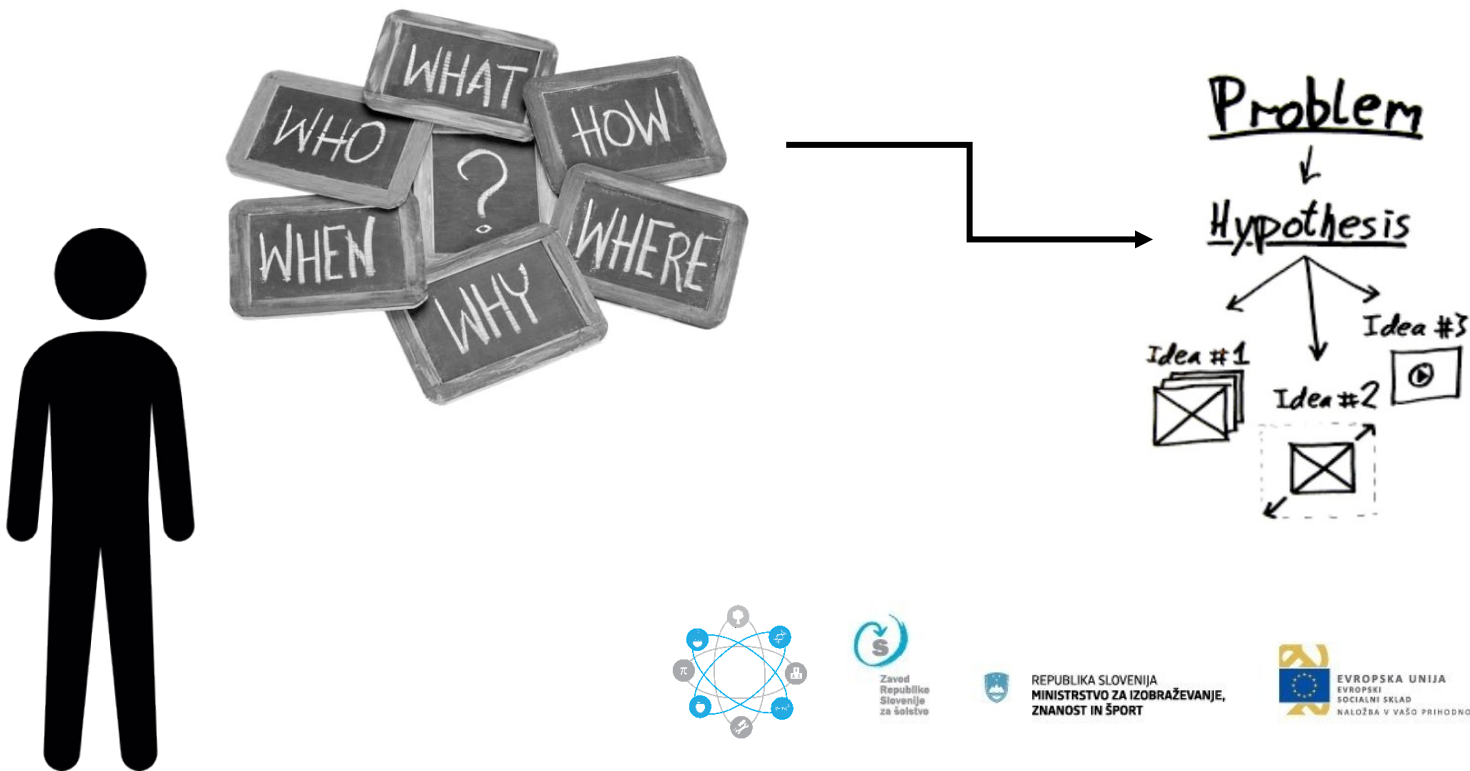 WHAT
WHO
HOW
?
WHEN
WHERE
WHY
Problem
Hypothesis
Idea #1
Idea #2
Idea #3
π
Š
Zavod
Republike
Slovenije
za šolstvo
REPUBLIKA SLOVENIJA
MINISTRSTVO ZA IZOBRAŽEVANJE,
ZNANOST IN ŠPORT
EVROPSKA UNIJA
EVROPSKI
SOCIALNI SKLAD
NALOŽBA V VAŠO PRIHODNO